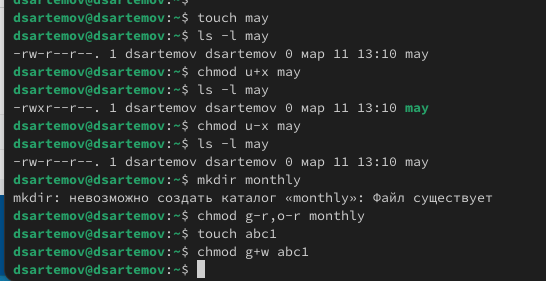 dsartemov@dsartemov:~$ touch may
dsartemov@dsartemov:~$ ls -l may
-rw-r--r--. 1 dsartemov dsartemov 0 мар 11 13:10 may
dsartemov@dsartemov:~$ chmod u+x may
dsartemov@dsartemov:~$ ls -l may
-rwxr--r--. 1 dsartemov dsartemov 0 мар 11 13:10 may
dsartemov@dsartemov:~$ chmod u-x may
dsartemov@dsartemov:~$ ls -l may
-rw-r--r--. 1 dsartemov dsartemov 0 мар 11 13:10 may
dsartemov@dsartemov:~$ mkdir monthly
mkdir: невозможно создать каталог «monthly»: Файл существует
dsartemov@dsartemov:~$ chmod g-r,o-r monthly
dsartemov@dsartemov:~$ touch abc1
dsartemov@dsartemov:~$ chmod g+w abc1
dsartemov@dsartemov:~$